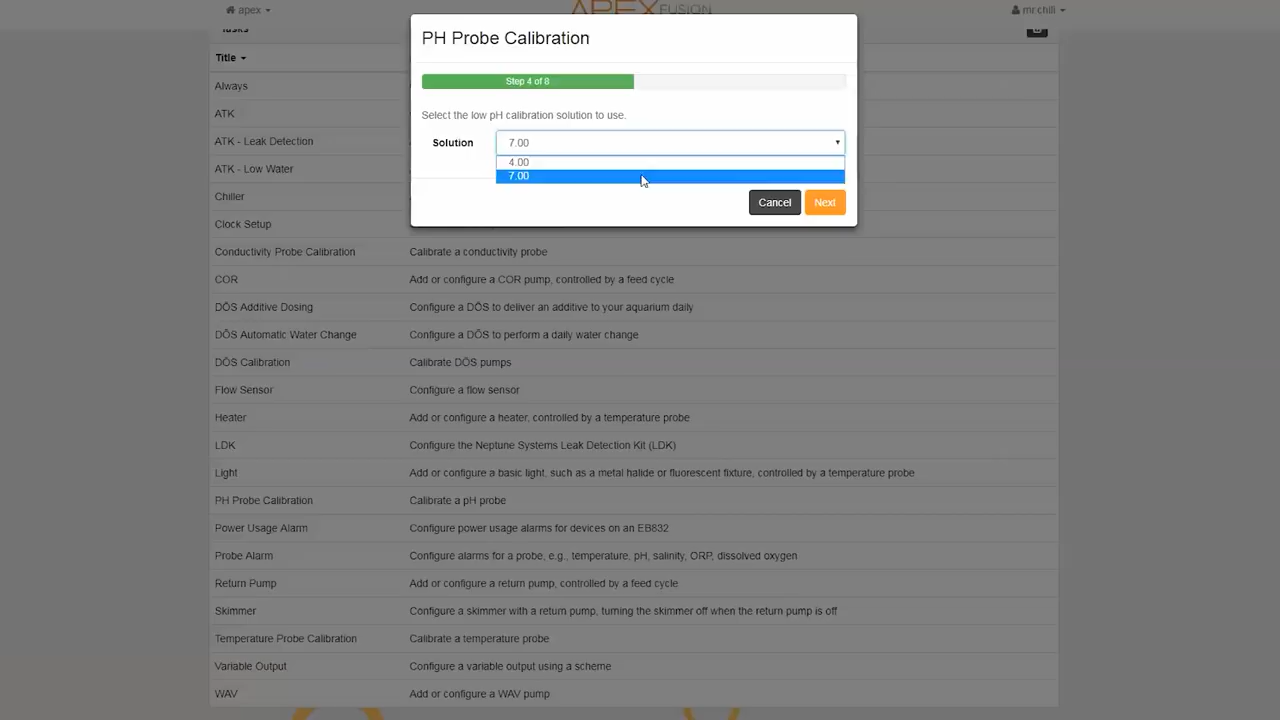 apex
APEX FUSION
mr.chili
PH Probe Calibration
Tasks
Title
Step 4 of 8
Always
Select the low pH calibration solution to use.
ATK
ATK - Leak Detection
Solution
7.00
4.00
7.00
ATK - Low Water
Chiller
Cancel
Next
Clock Setup
Conductivity Probe Calibration Calibrate a conductivity probe
COR Add or configure a COR pump, controlled by a feed cycle
DŌS Additive Dosing Configure a DŌS to deliver an additive to your aquarium daily
DŌS Automatic Water Change Configure a DŌS to perform a daily water change
DŌS Calibration Calibrate DŌS pumps
Flow Sensor Configure a flow sensor
Heater Add or configure a heater, controlled by a temperature probe
LDK Configure the Neptune Systems Leak Detection Kit (LDK)
Light Add or configure a basic light, such as a metal halide or fluorescent fixture, controlled by a temperature probe
PH Probe Calibration Calibrate a pH probe
Power Usage Alarm Configure power usage alarms for devices on an EB832
Probe Alarm Configure alarms for a probe, e.g., temperature, pH, salinity, ORP, dissolved oxygen
Return Pump Add or configure a return pump, controlled by a feed cycle
Skimmer Configure a skimmer with a return pump, turning the skimmer off when the return pump is off
Temperature Probe Calibration Calibrate a temperature probe
Variable Output Configure a variable output using a scheme
WAV Add or configure a WAV pump